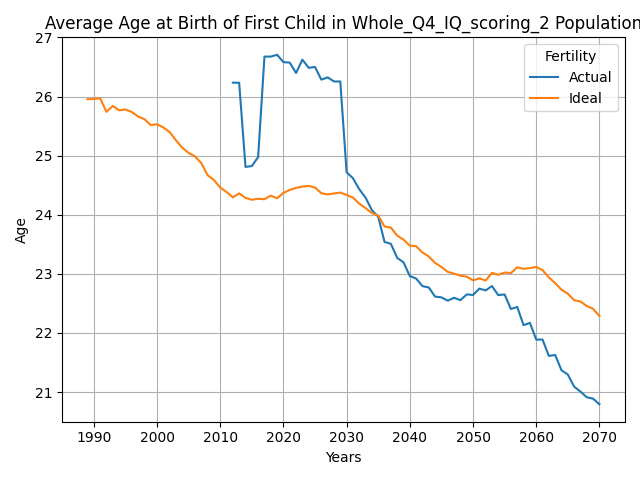 Average Age at Birth of First Child in Whole_Q4_IQ_scoring_2 Population
27
26
25
24
23
22
21
Age
Fertility
Actual
Ideal
1990 2000 2010 2020 2030 2040 2050 2060 2070
Years